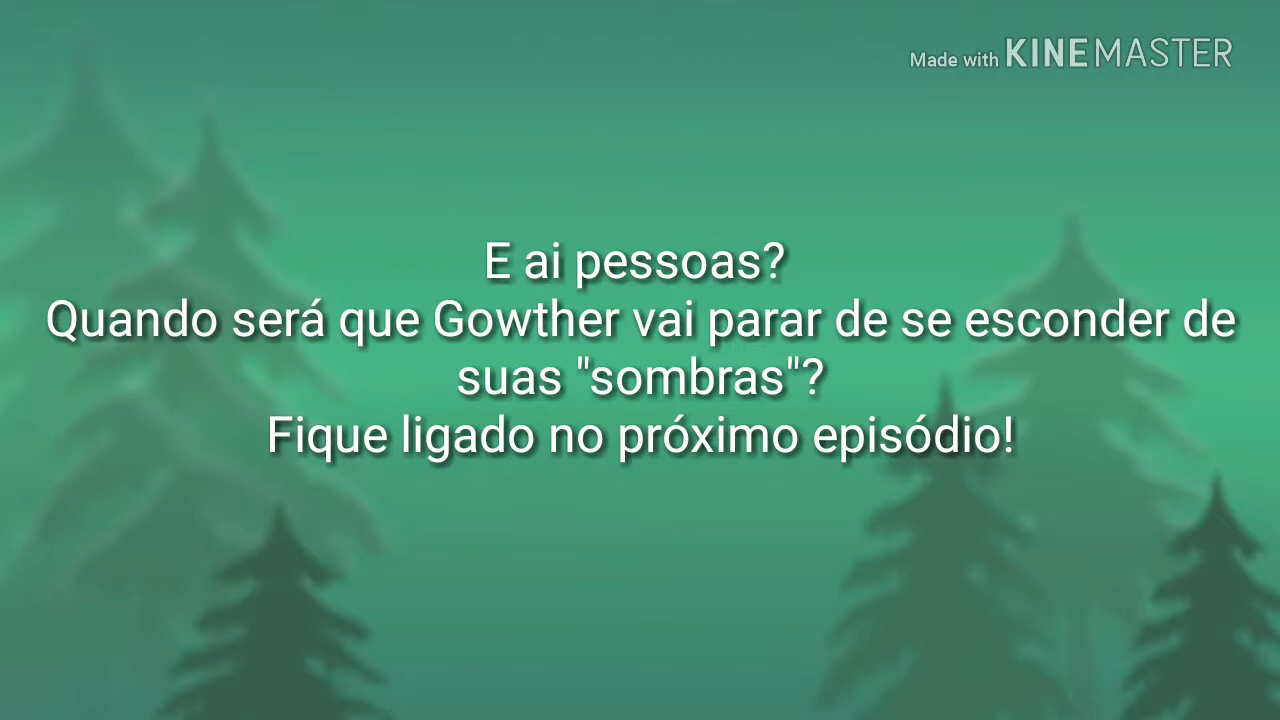 Made with KINEMASTER
E ai pessoas?
Quando será que Gowther vai parar de se esconder de
suas "sombras"?
Fique ligado no próximo episódio!